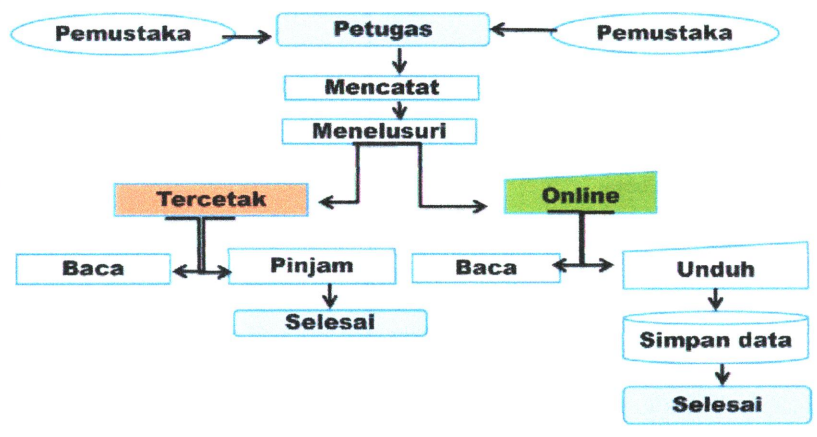 Pemustaka
Petugas
Pemustaka
Mencatat
Menelusuri
Tercetak
Online
Baca
Pinjam
Baca
Unduh
Selesai
Simpan data
Selesai